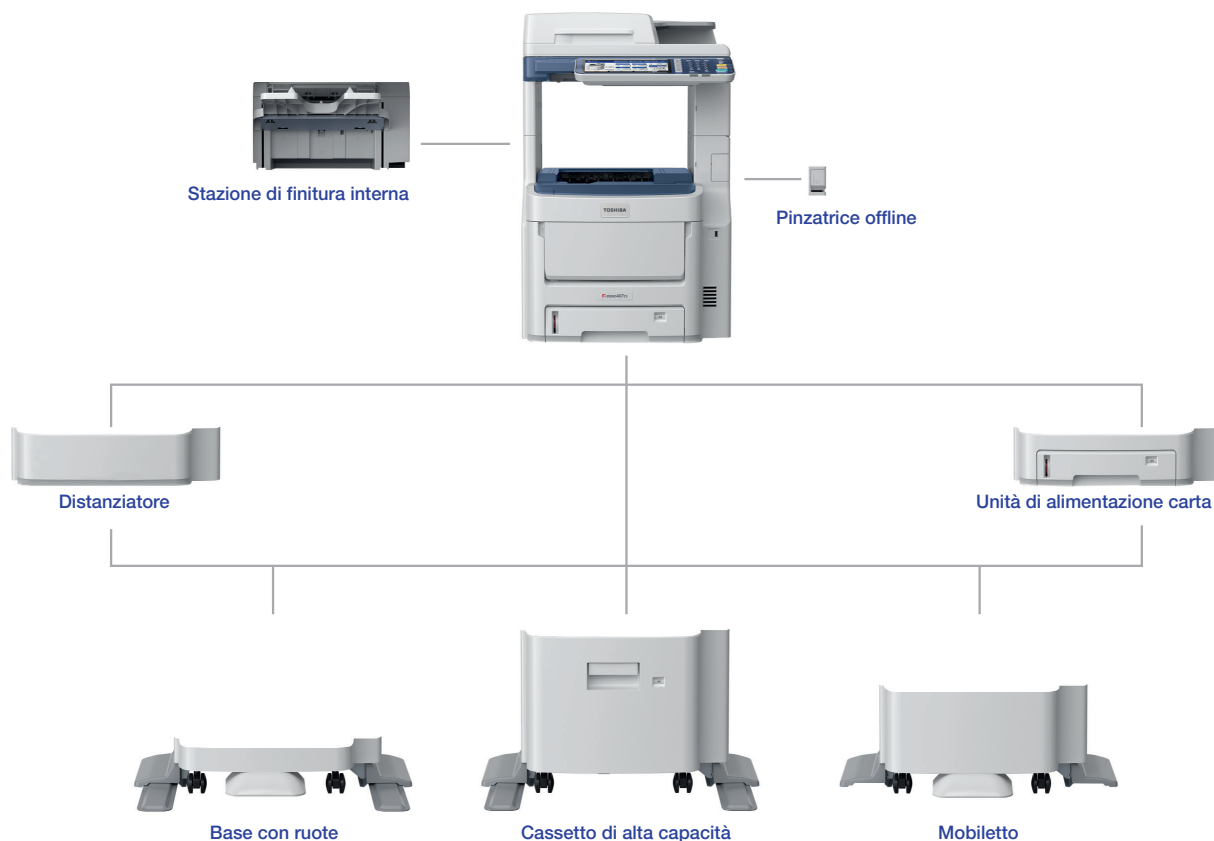 Stazione di finitura interna
Pinzatrice offline
TOSHIBA
Distanziatore
Unità di alimentazione carta
Base con ruote
Cassetto di alta capacità
Mobiletto